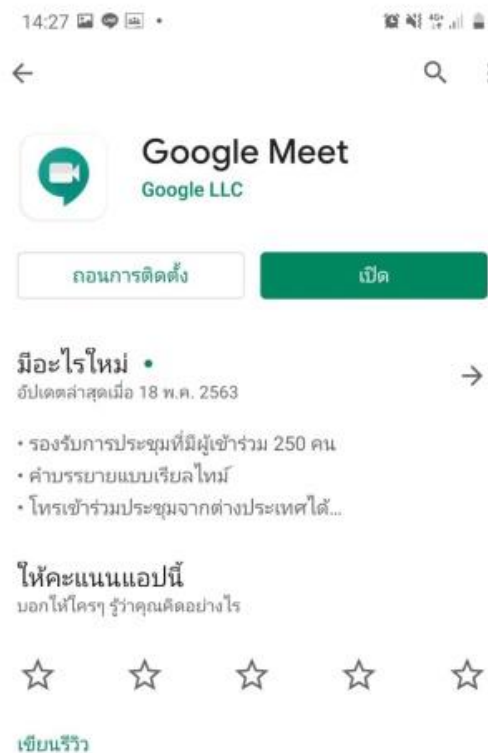 14:27
Google Meet
Google LLC
ถอนการติดตั้ง
เปิด
มีอะไรใหม่ •
อัปเดตล่าสุดเมื่อ 18 พ.ค. 2563
• รองรับการประชุมที่มีผู้เข้าร่วม 250 คน
• คำบรรยายแบบเรียลไทม์
• โทรเข้าร่วมประชุมจากต่างประเทศได้...
ให้คะแนนแอปนี้
บอกให้ใครๆ รู้ว่าคุณคิดอย่างไร
เขียนรีวิว